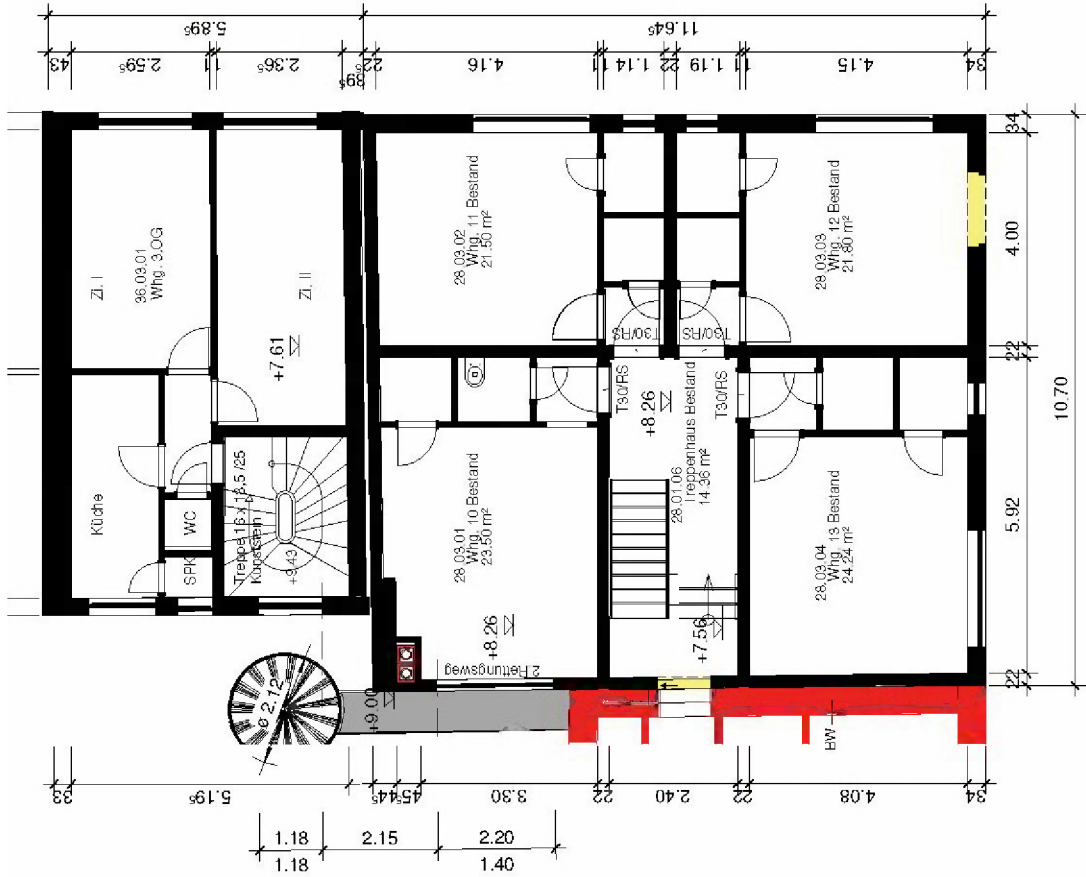 5.89⁵
11.64⁵
43
2.59⁵
11
2.36⁵
39⁵
22
4.16
11
1.14
22
1.19
11
4.15
34
Zi. I
36.03.01
Whg. 3.OG
Zi. II
+7.61
28.03.02
Whg. 11 Bestand
21.50 m²
T30/RS
T30/RS
28.03.03
Whg. 12 Bestand
21.80 m²
34
4.00
22
10.70
5.92
22
Küche
WC
SPK
Treppe 16 x 18,5 /25
Kunststein
+9.43
28.03.01
Whg. 10 Bestand
23.50 m²
+8.26
2.Rettungsweg
T30/RS
+8.26
T30/RS
28.01.06
Treppenhaus Bestand
14.36 m²
+7.56
28.03.04
Whg. 13 Bestand
24.24 m²
ø 2.12
+9.00
BW
33
5.19⁵
45⁵
44⁵
3.30
22
2.40
22
4.08
34
1.18
2.15
2.20
1.18
1.40